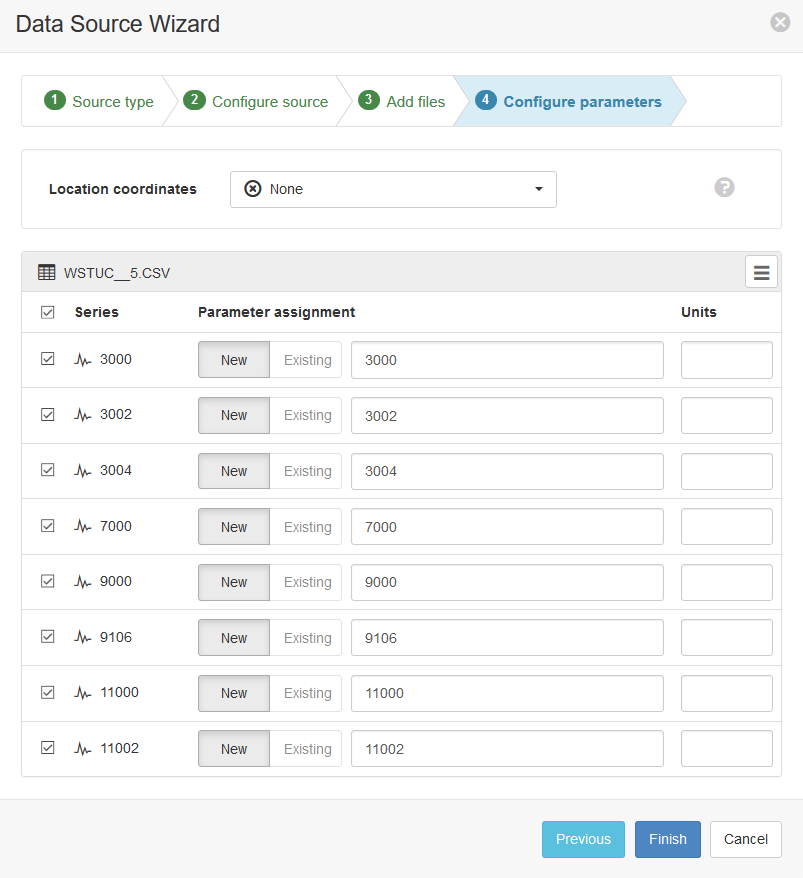 Data Source Wizard
1 Source type 2 Configure source 3 Add files 4 Configure parameters
Location coordinates None ?
WSTUC__5.CSV
Series Parameter assignment Units
3000 New Existing 3000
3002 New Existing 3002
3004 New Existing 3004
7000 New Existing 7000
9000 New Existing 9000
9106 New Existing 9106
11000 New Existing 11000
11002 New Existing 11002
Previous Finish Cancel